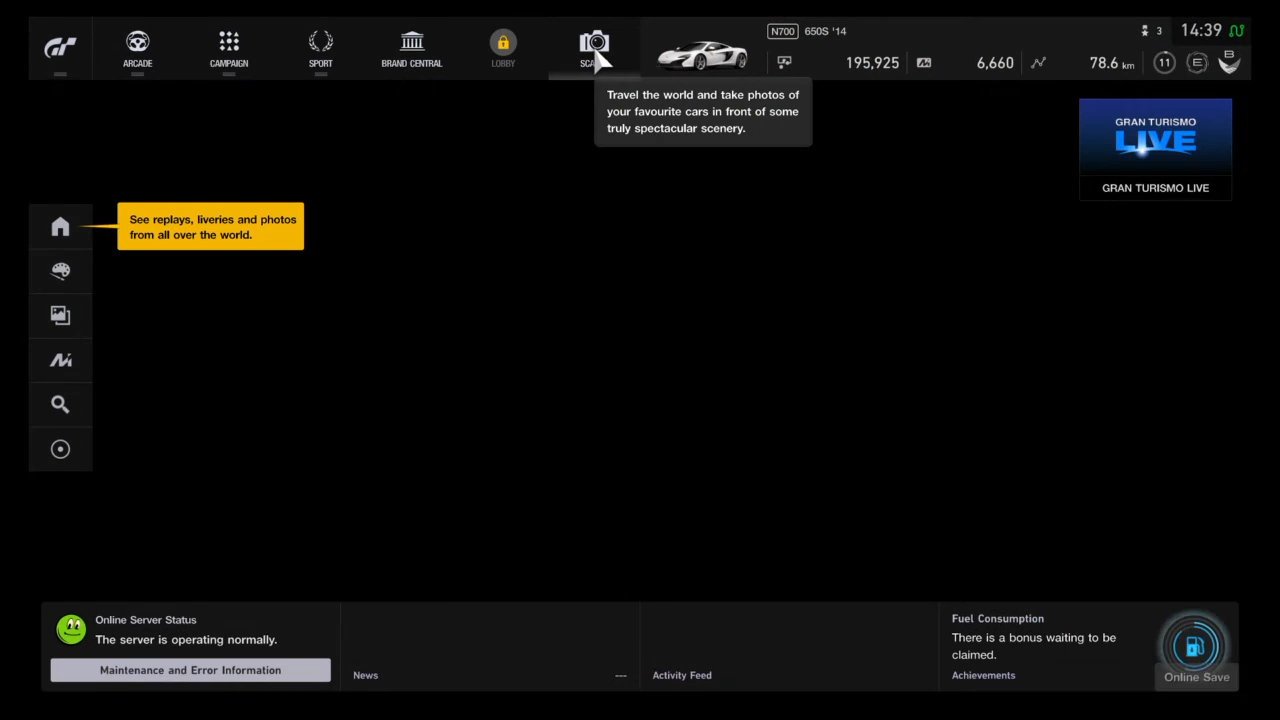 ARCADE
CAMPAIGN
SPORT
BRAND CENTRAL
LOBBY
N700 650S '14
3
14:39
195,925
6,660
78.6 km
11
E
B
Travel the world and take photos of
your favourite cars in front of some
truly spectacular scenery.
GRAN TURISMO
LIVE
GRAN TURISMO LIVE
See replays, liveries and photos
from all over the world.
Online Server Status
The server is operating normally.
Maintenance and Error Information
News ---
Activity Feed
Fuel Consumption
There is a bonus waiting to be
claimed.
Achievements
Online Save